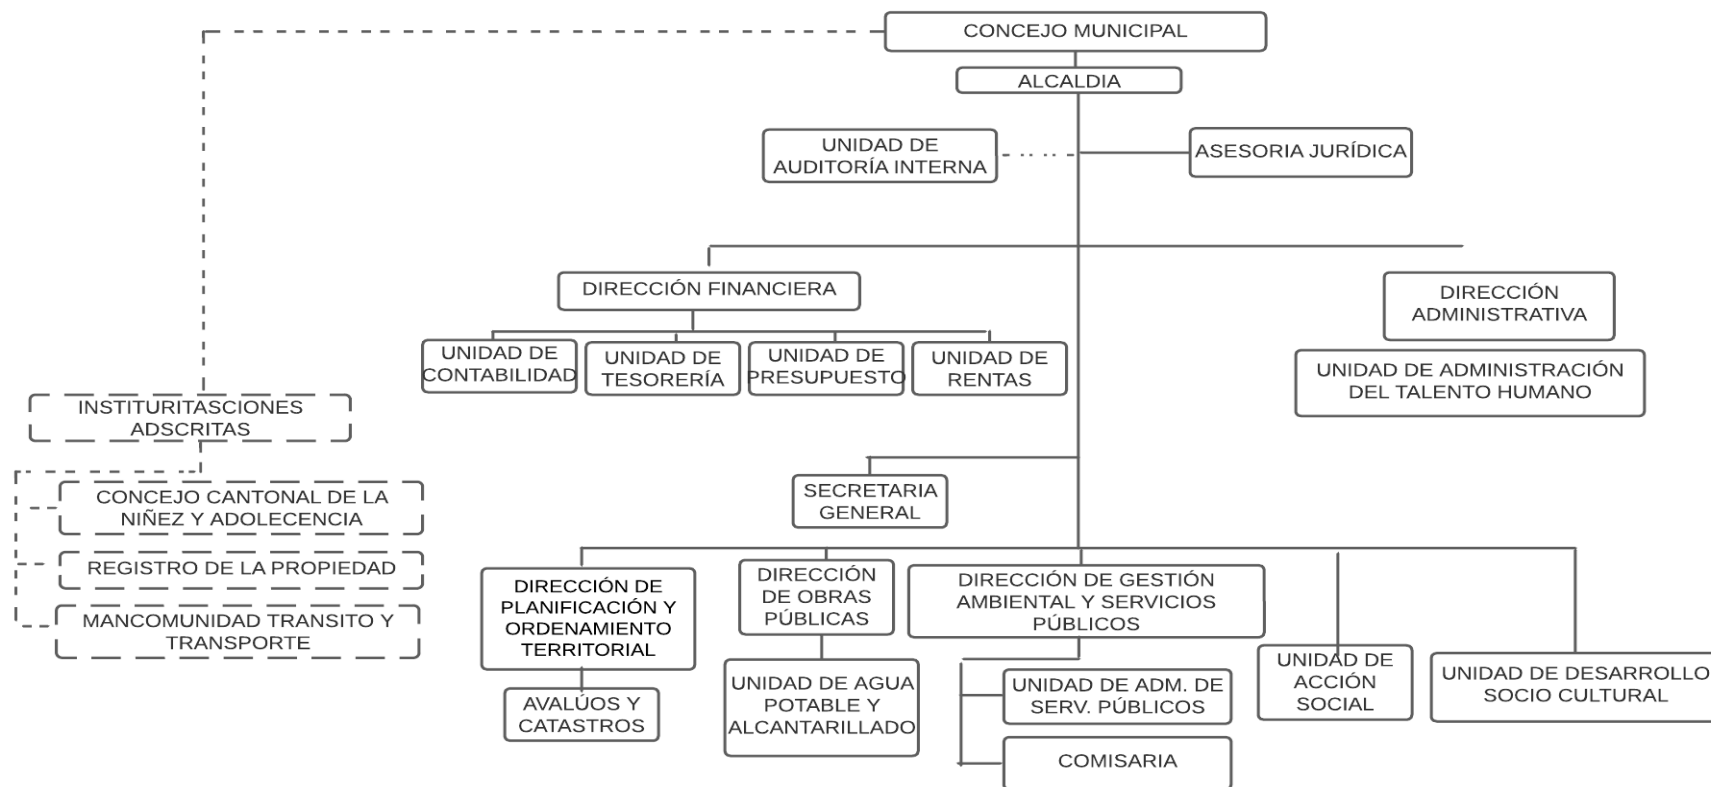 CONCEJO MUNICIPAL
ALCALDIA
UNIDAD DE
AUDITORÍA INTERNA
ASESORIA JURÍDICA
DIRECCIÓN FINANCIERA
DIRECCIÓN
ADMINISTRATIVA
UNIDAD DE
CONTABILIDAD
UNIDAD DE
TESORERÍA
UNIDAD DE
PRESUPUESTO
UNIDAD DE
RENTAS
UNIDAD DE ADMINISTRACIÓN
DEL TALENTO HUMANO
INSTITURITASCIONES
ADSCRITAS
CONCEJO CANTONAL DE LA
NIÑEZ Y ADOLECENCIA
REGISTRO DE LA PROPIEDAD
MANCOMUNIDAD TRANSITO Y
TRANSPORTE
SECRETARIA
GENERAL
DIRECCIÓN DE
PLANIFICACIÓN Y
ORDENAMIENTO
TERRITORIAL
DIRECCIÓN
DE OBRAS
PÚBLICAS
DIRECCIÓN DE GESTIÓN
AMBIENTAL Y SERVICIOS
PÚBLICOS
UNIDAD DE
ACCIÓN
SOCIAL
UNIDAD DE DESARROLLO
SOCIO CULTURAL
AVALÚOS Y
CATASTROS
UNIDAD DE AGUA
POTABLE Y
ALCANTARILLADO
UNIDAD DE ADM. DE
SERV. PÚBLICOS
COMISARIA